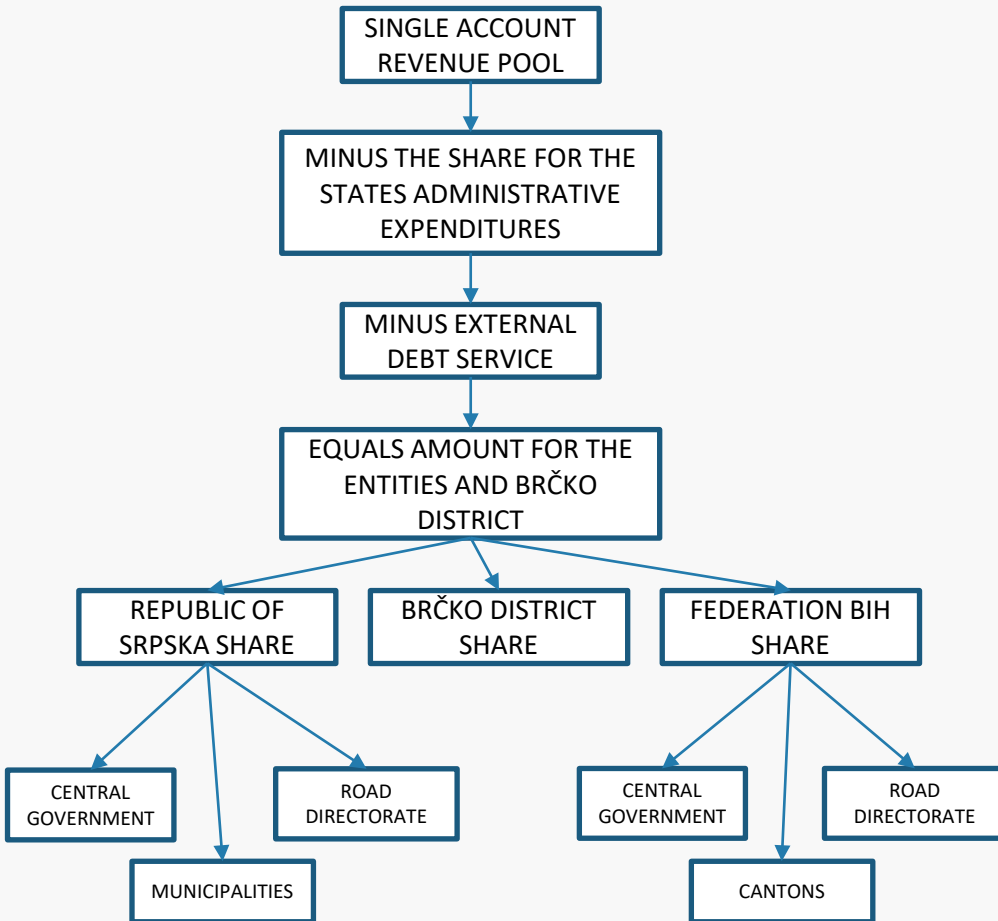 SINGLE ACCOUNT
REVENUE POOL
MINUS THE SHARE FOR THE
STATES ADMINISTRATIVE
EXPENDITURES
MINUS EXTERNAL
DEBT SERVICE
EQUALS AMOUNT FOR THE
ENTITIES AND BRČKO
DISTRICT
REPUBLIC OF
SRPSKA SHARE
BRČKO DISTRICT
SHARE
FEDERATION BIH
SHARE
CENTRAL
GOVERNMENT
ROAD
DIRECTORATE
CENTRAL
GOVERNMENT
ROAD
DIRECTORATE
MUNICIPALITIES
CANTONS